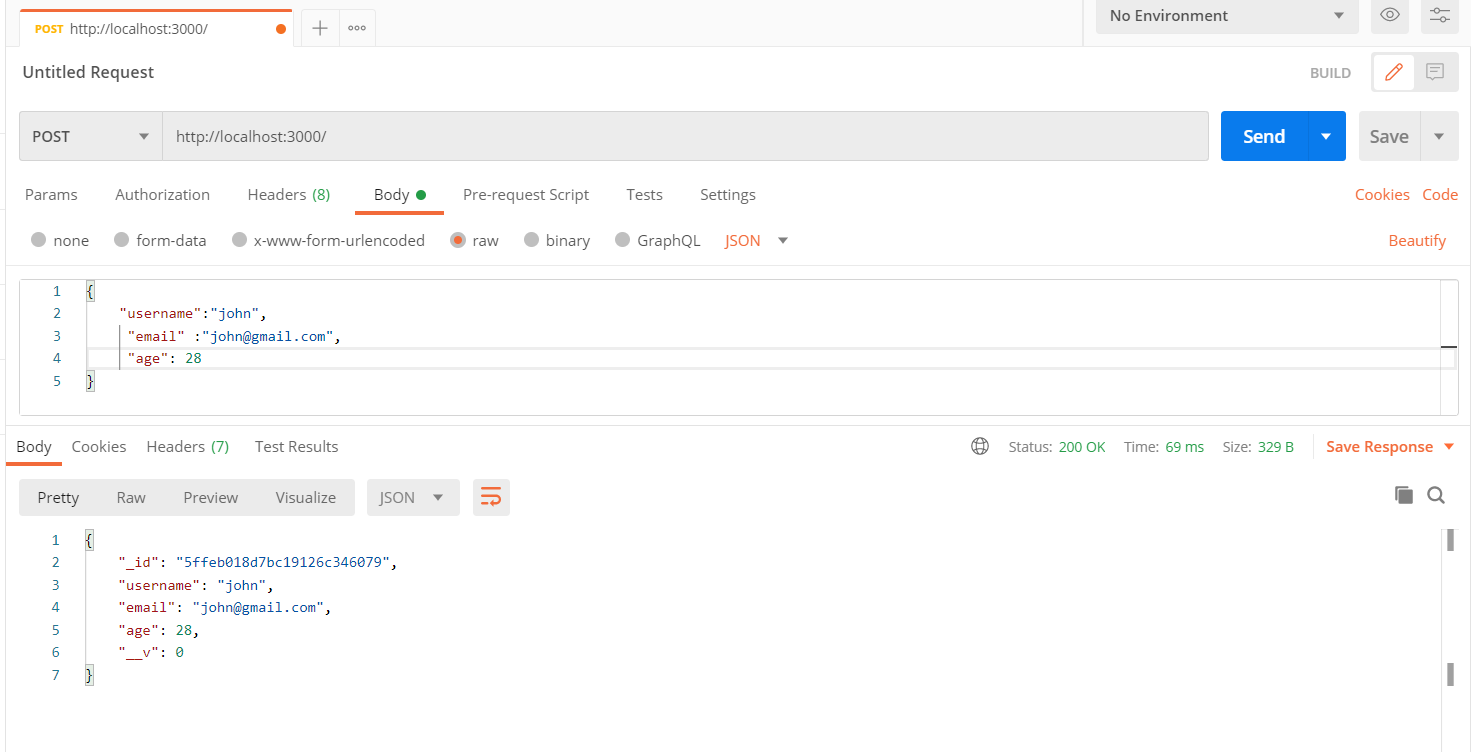 POST http://localhost:3000/
No Environment
Untitled Request
BUILD
POST http://localhost:3000/ Send Save
Params Authorization Headers (8) Body Pre-request Script Tests Settings Cookies Code
none form-data x-www-form-urlencoded raw binary GraphQL JSON Beautify
1 {
2 "username":"john",
3 "email" :"john@gmail.com",
4 "age": 28
5 }
Body Cookies Headers (7) Test Results Status: 200 OK Time: 69 ms Size: 329 B Save Response
Pretty Raw Preview Visualize JSON
1 {
2 "_id": "5ffeb018d7bc19126c346079",
3 "username": "john",
4 "email": "john@gmail.com",
5 "age": 28,
6 "__v": 0
7 }